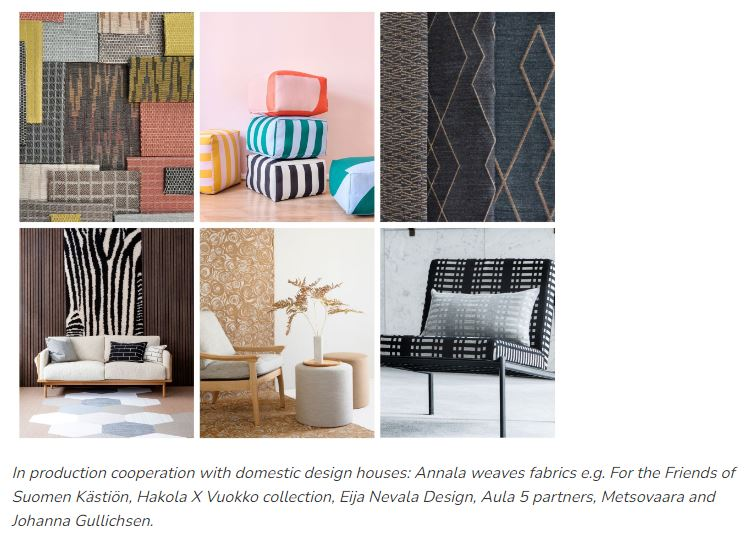 In production cooperation with domestic design houses: Annala weaves fabrics e.g. For the Friends of
Suomen Kästiön, Hakola X Vuokko collection, Eija Nevala Design, Aula 5 partners, Metsovaara and
Johanna Gullichsen.